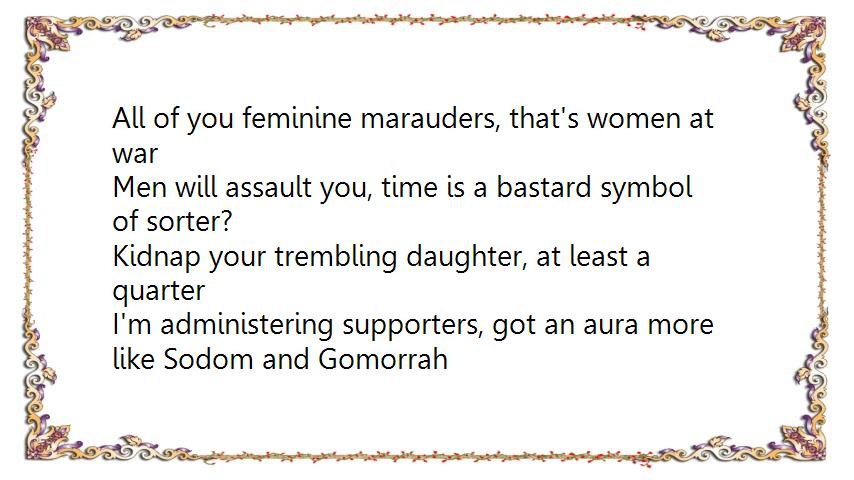 All of you feminine marauders, that's women at
war
Men will assault you, time is a bastard symbol
of sorter?
Kidnap your trembling daughter, at least a
quarter
I'm administering supporters, got an aura more
like Sodom and Gomorrah